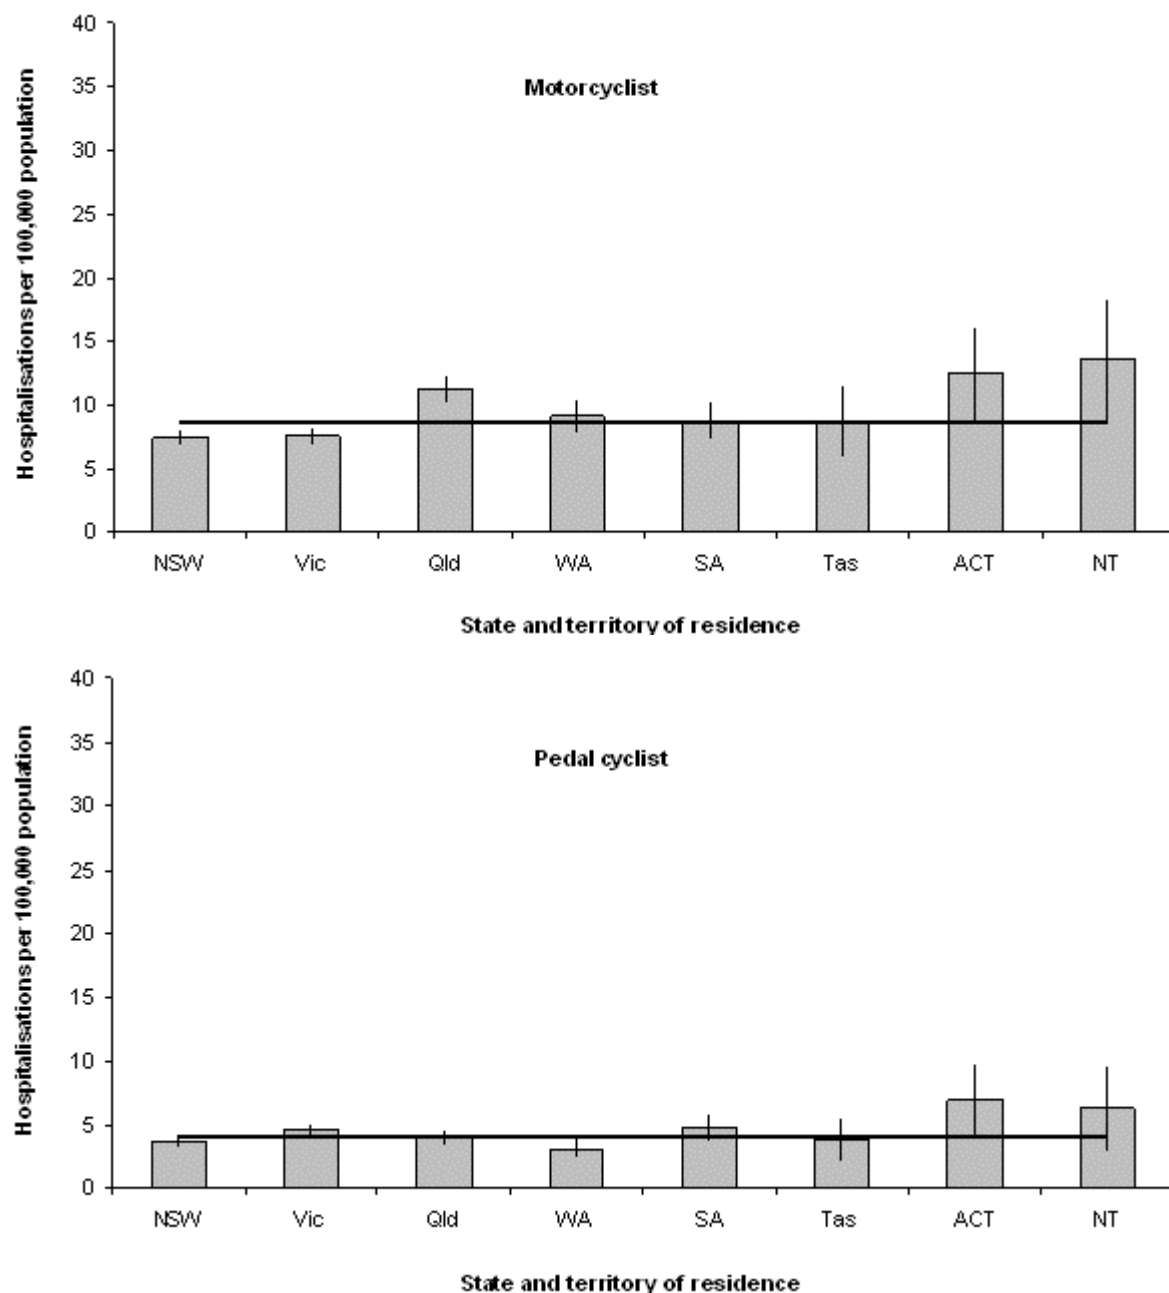 Hospitalisations per 100,000 population
40
35
30
25
20
15
10
5
0
Motorcyclist
NSW Vic Qld WA SA Tas ACT NT
State and territory of residence
Hospitalisations per 100,000 population
40
35
30
25
20
15
10
5
0
Pedal cyclist
NSW Vic Qld WA SA Tas ACT NT
State and territory of residence